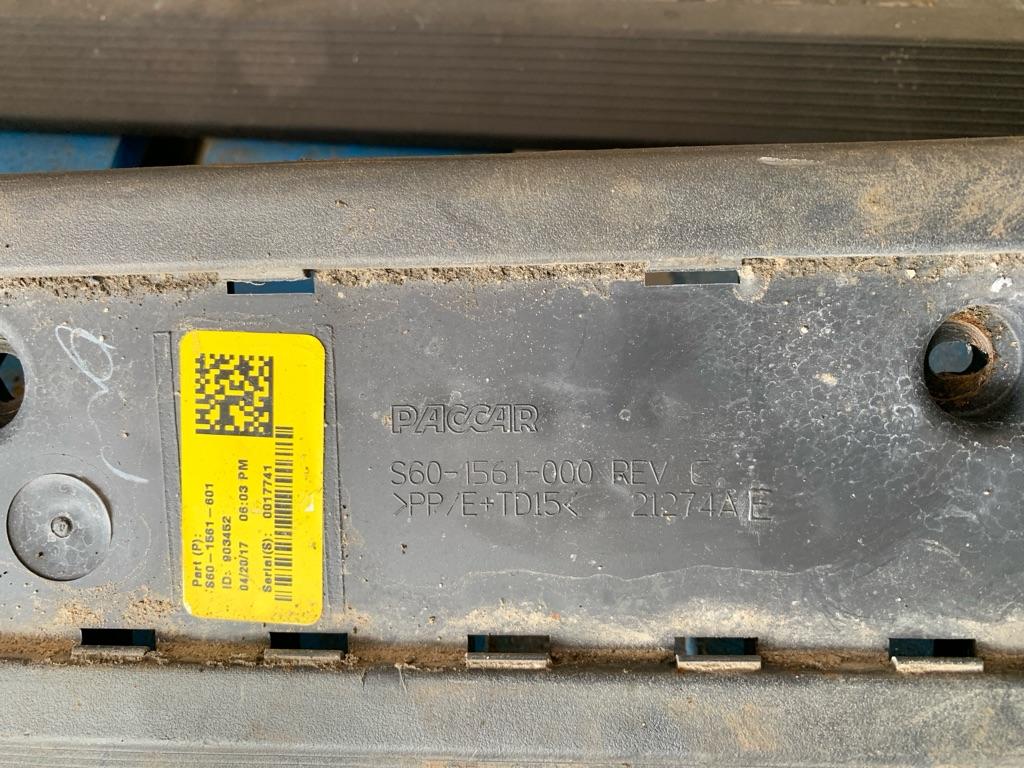 Part (P):
S60-1561-601
ID: 903452
04/20/17 06:03 PM
Serial(S): 0017741
PACCAR
S60-1561-000 REV C
>PP/E+TD15< 21274A E